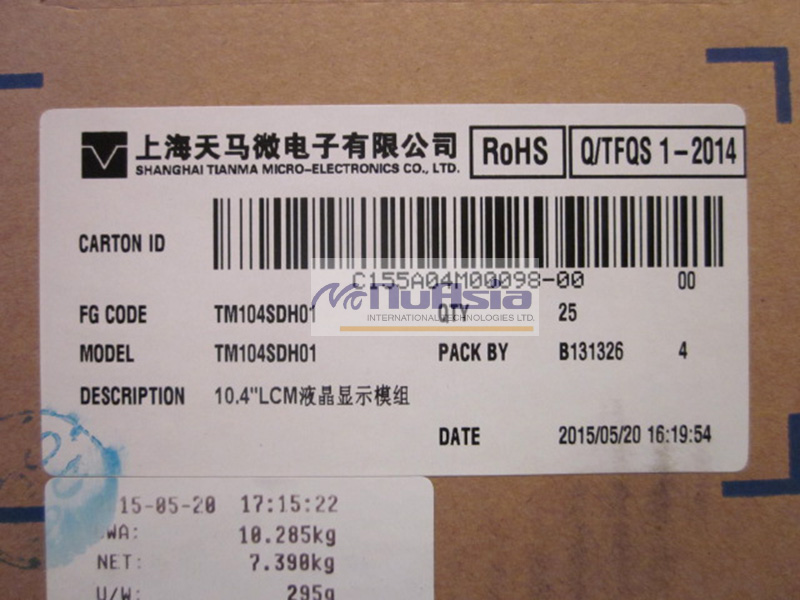 上海天马微电子有限公司
SHANGHAI TIANMA MICRO-ELECTRONICS CO., LTD.
RoHS
Q/TFQS 1-2014
CARTON ID
C155A04M00098-00 00
NuAsia
INTERNATIONAL TECHNOLOGIES LTD.
FG CODE TM104SDH01 QTY 25
MODEL TM104SDH01 PACK BY B131326 4
DESCRIPTION 10.4"LCM液晶显示模组
DATE 2015/05/20 16:19:54
15-05-20 17:15:22
WA: 10.285kg
NET: 7.390kg
U/W: 295g